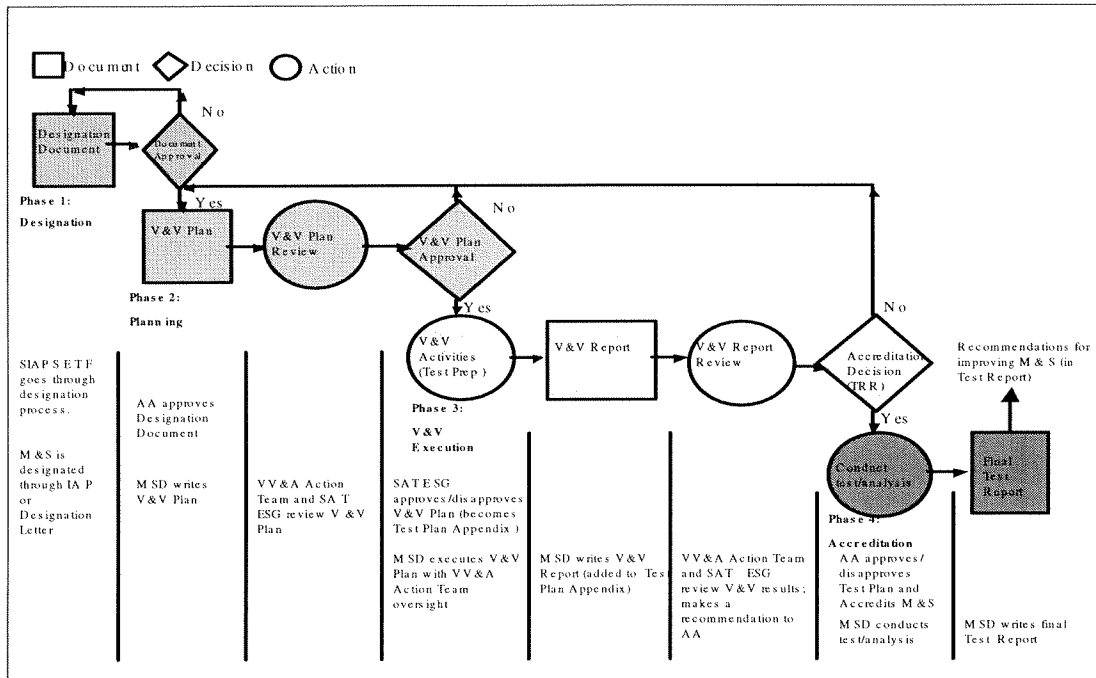 Document
Decision
Action
No
Designation
Document
Document
Approval
Phase 1:
Designation
Yes
V&V Plan
V&V Plan
Review
No
V&V Plan
Approval
Phase 2:
Planning
Yes
V&V
Activities
(Test Prep)
V&V Report
V&V Report
Review
No
Accreditation
Decision
(TRR)
Recommendations for
improving M&S (in
Test Report)
Phase 3:
V&V
Execution
Yes
Conduct
test/analysis
Final
Test
Report
Phase 4:
Accreditation
SIAP SETF
goes through
designation
process.
M&S is
designated
through IAP
or
Designation
Letter
AA approves
Designation
Document
MSD writes
V&V Plan
VV&A Action
Team and SAT
ESG review V&V
Plan
SAT ESG
approves/disapproves
V&V Plan (becomes
Test Plan Appendix)
MSD executes V&V
Plan with VV&A
Action Team
oversight
MSD writes V&V
Report (added to Test
Plan Appendix)
VV&A Action Team
and SAT ESG
review V&V results;
makes a
recommendation to
AA
AA approves/
disapproves
Test Plan and
Accredits M&S
MSD conducts
test/analysis
MSD writes final
Test Report